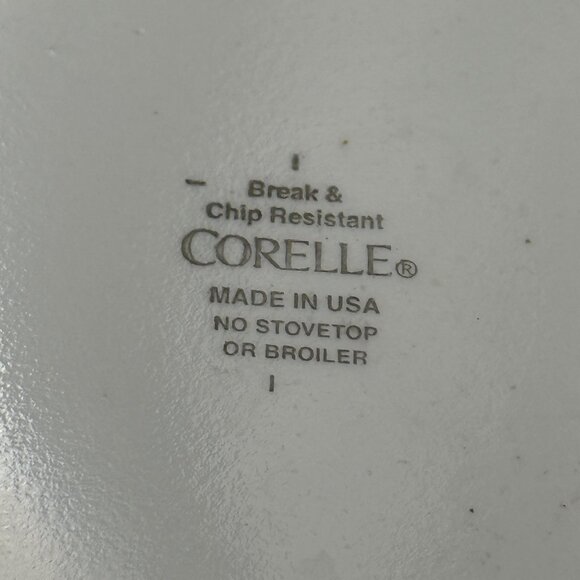 Break &
Chip Resistant
CORELLE®
MADE IN USA
NO STOVETOP
OR BROILER